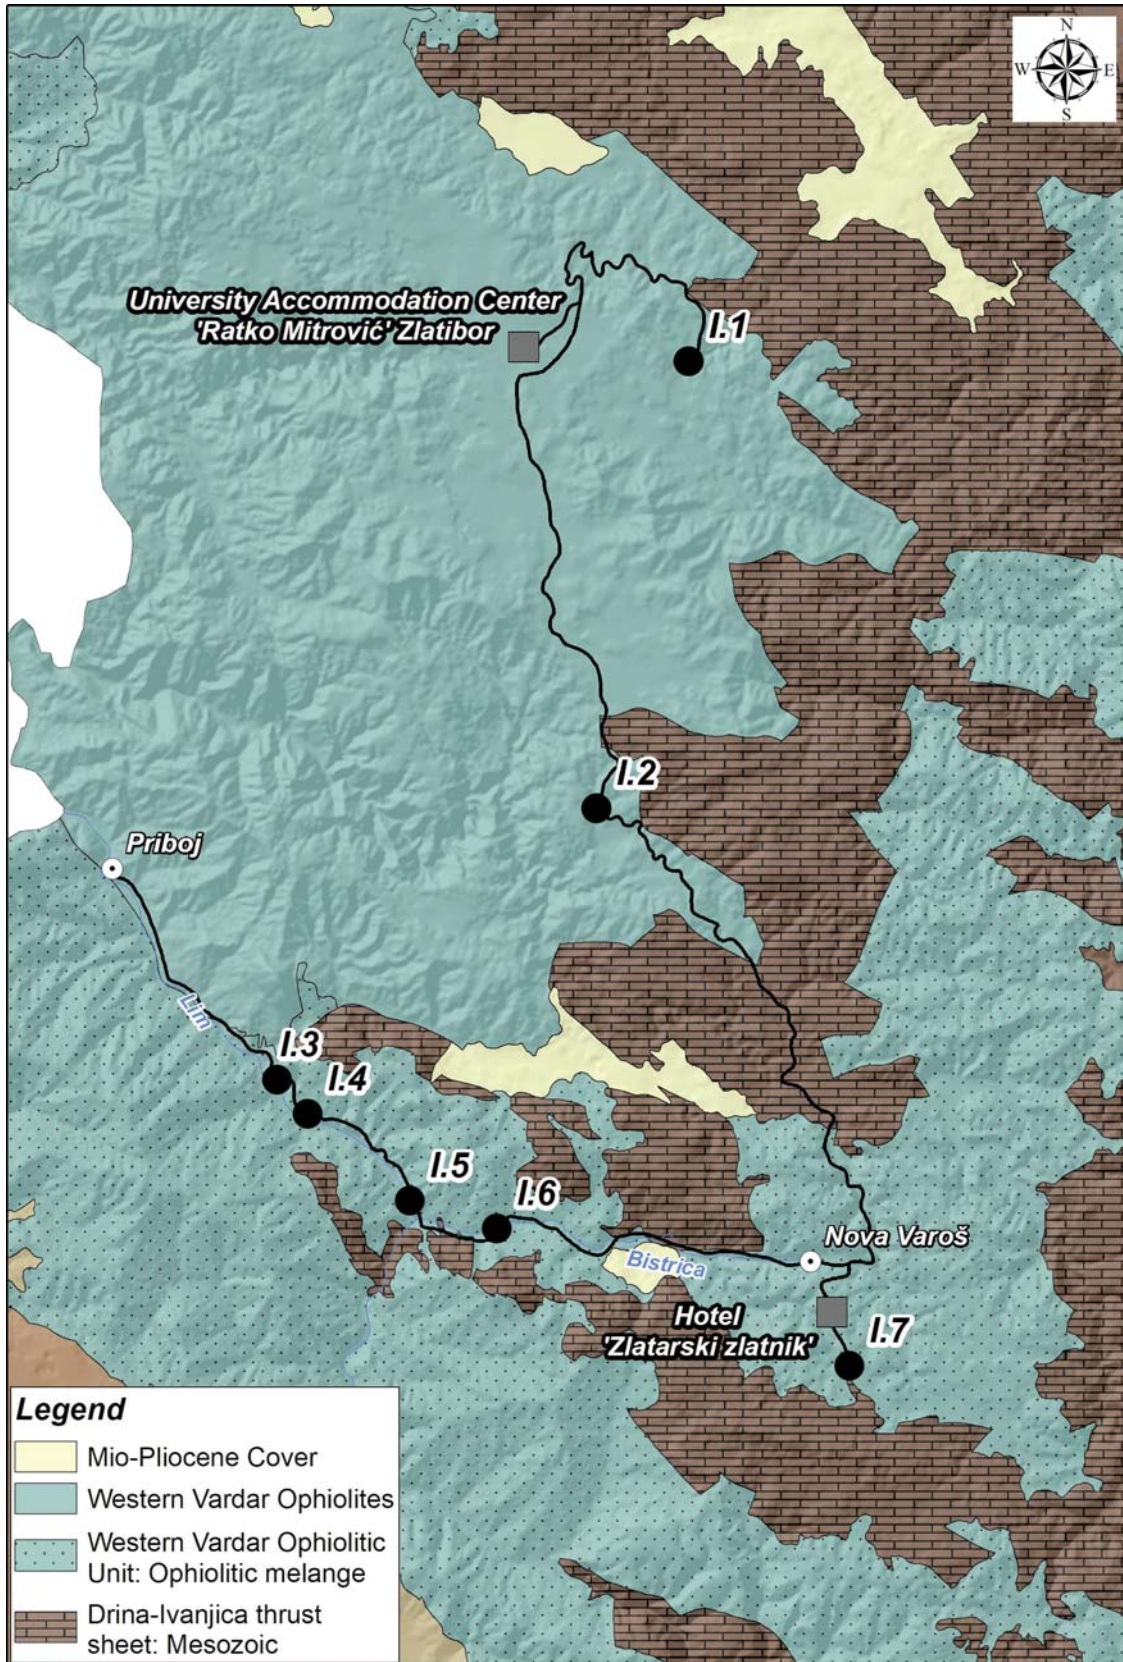 N
W E
S
University Accommodation Center
'Ratko Mitrović' Zlatibor
I.1
I.2
Priboj
Lim
I.3
I.4
I.5
I.6
Nova Varoš
Bistrica
Hotel
'Zlatarski zlatnik'
I.7
Legend
Mio-Pliocene Cover
Western Vardar Ophiolites
Western Vardar Ophiolitic
Unit: Ophiolitic melange
Drina-Ivanjica thrust
sheet: Mesozoic